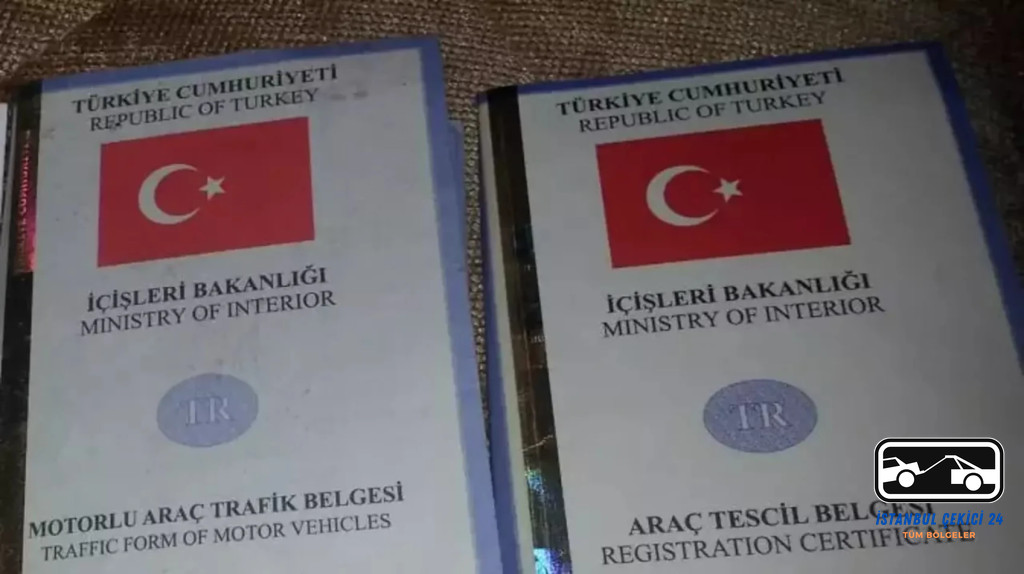 TÜRKİYE CUMHURİYETİ
REPUBLIC OF TURKEY
İÇİŞLERİ BAKANLIĞI
MINISTRY OF INTERIOR
TR
MOTORLU ARAÇ TRAFİK BELGESİ
TRAFFIC FORM OF MOTOR VEHICLES
TÜRKİYE CUMHURİYETİ
REPUBLIC OF TURKEY
İÇİŞLERİ BAKANLIĞI
MINISTRY OF INTERIOR
TR
ARAÇ TESCİL BELGESİ
REGISTRATION CERTIFICATE
İSTANBUL ÇEKİCİ 24
TÜM BÖLGELER